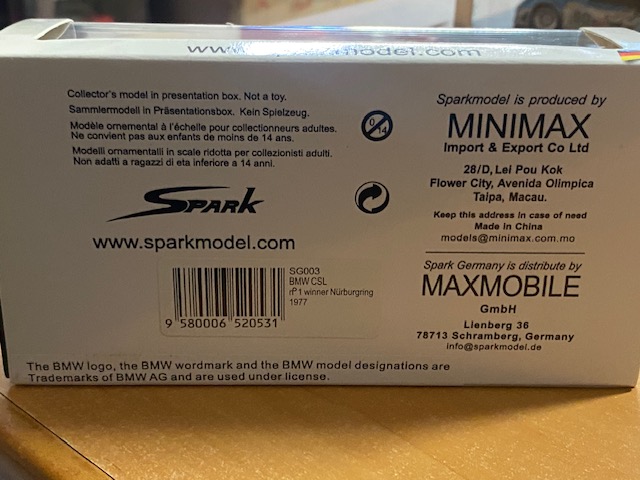 www.sparkmodel.com
Collector's model in presentation box. Not a toy.
Sammlermodell in Präsentationsbox. Kein Spielzeug.
Modèle ornemental à l'échelle pour collectionneurs adultes.
Ne convient pas aux enfants de moins de 14 ans.
Modelli ornamentalli in scale ridotta per collezionisti adulti.
Non adatti a ragazzi di eta inferiore a 14 anni.
0/14
SPARK
www.sparkmodel.com
SG003
BMW CSL
nº 1 winner Nürburgring
1977
9 580006 520531
Sparkmodel is produced by
MINIMAX
Import & Export Co Ltd
28/D, Lei Pou Kok
Flower City, Avenida Olimpica
Taipa, Macau.
Keep this address in case of need
Made in China
models@minimax.com.mo
Spark Germany is distribute by
MAXMOBILE
GmbH
Lienberg 36
78713 Schramberg, Germany
info@sparkmodel.de
The BMW logo, the BMW wordmark and the BMW model designations are
Trademarks of BMW AG and are used under license.